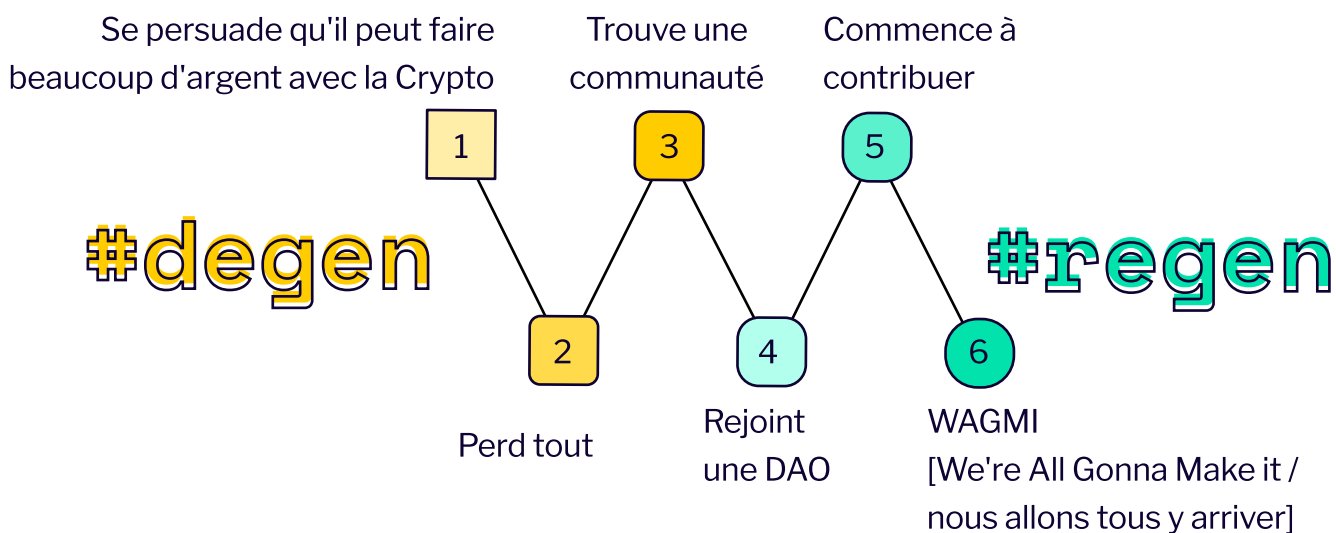 Se persuade qu'il peut faire
beaucoup d'argent avec la Crypto
Trouve une
communauté
Commence à
contribuer
1
3
5
#degen
#regen
2
4
6
Perd tout
Rejoint
une DAO
WAGMI
[We're All Gonna Make it /
nous allons tous y arriver]